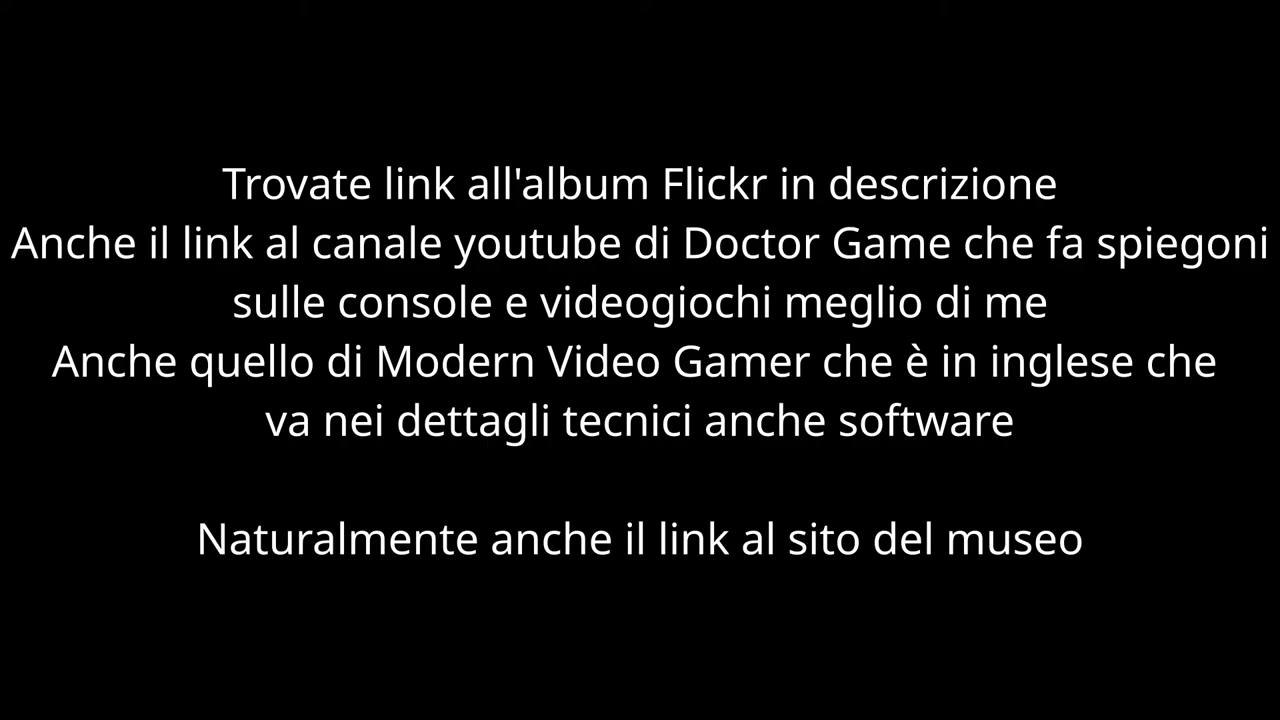 Trovate link all'album Flickr in descrizione
Anche il link al canale youtube di Doctor Game che fa spiegoni
sulle console e videogiochi meglio di me
Anche quello di Modern Video Gamer che è in inglese che
va nei dettagli tecnici anche software
Naturalmente anche il link al sito del museo